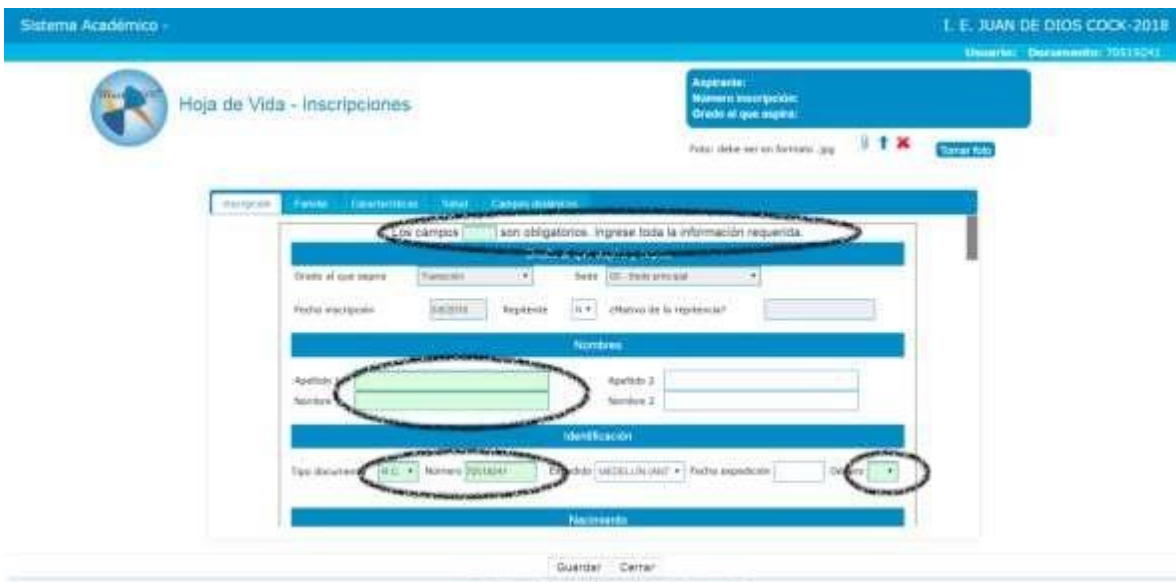 Sistema Académico -
I. E. JUAN DE DIOS COCK-2018
Usuario: Documento: 70519241
Hoja de Vida - Inscripciones
Aspirante:
Número inscripción:
Grado al que aspira:
Foto: debe ser en formato .jpg
Tomar foto
Inscripción Familia Características Salud Campos dinámicos
Los campos son obligatorios. Ingrese toda la información requerida.
Grado al que aspira Transición Sede
Fecha inscripción Repitente N ¿Motivo de la repitencia?
Nombres
Apellido Apellido 2
Nombre Nombre 2
Identificación
Tipo documento R.C. Número 70519241 Expedido MEDELLIN (ANT Fecha expedición Género
Nacimiento
Guardar Cerrar